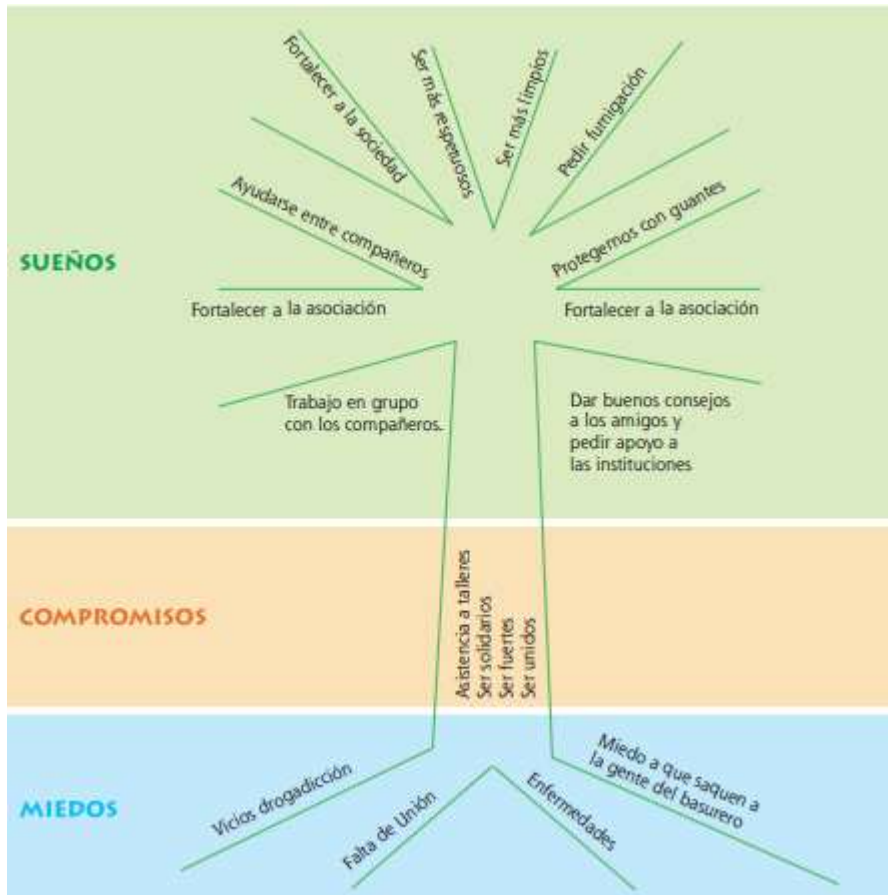 Fortalecer a la sociedad
Ser más respetuosos
Ser más limpios
Pedir fumigación
Ayudarse entre compañeros
Protegernos con guantes
SUEÑOS
Fortalecer a la asociación
Fortalecer a la asociación
Trabajo en grupo
con los compañeros.
Dar buenos consejos
a los amigos y
pedir apoyo a
las instituciones
COMPROMISOS
Asistencia a talleres
Ser solidarios
Ser fuertes
Ser unidos
MIEDOS
Vicios drogadicción
Falta de Unión
Enfermedades
Miedo a que saquen a
la gente del basurero